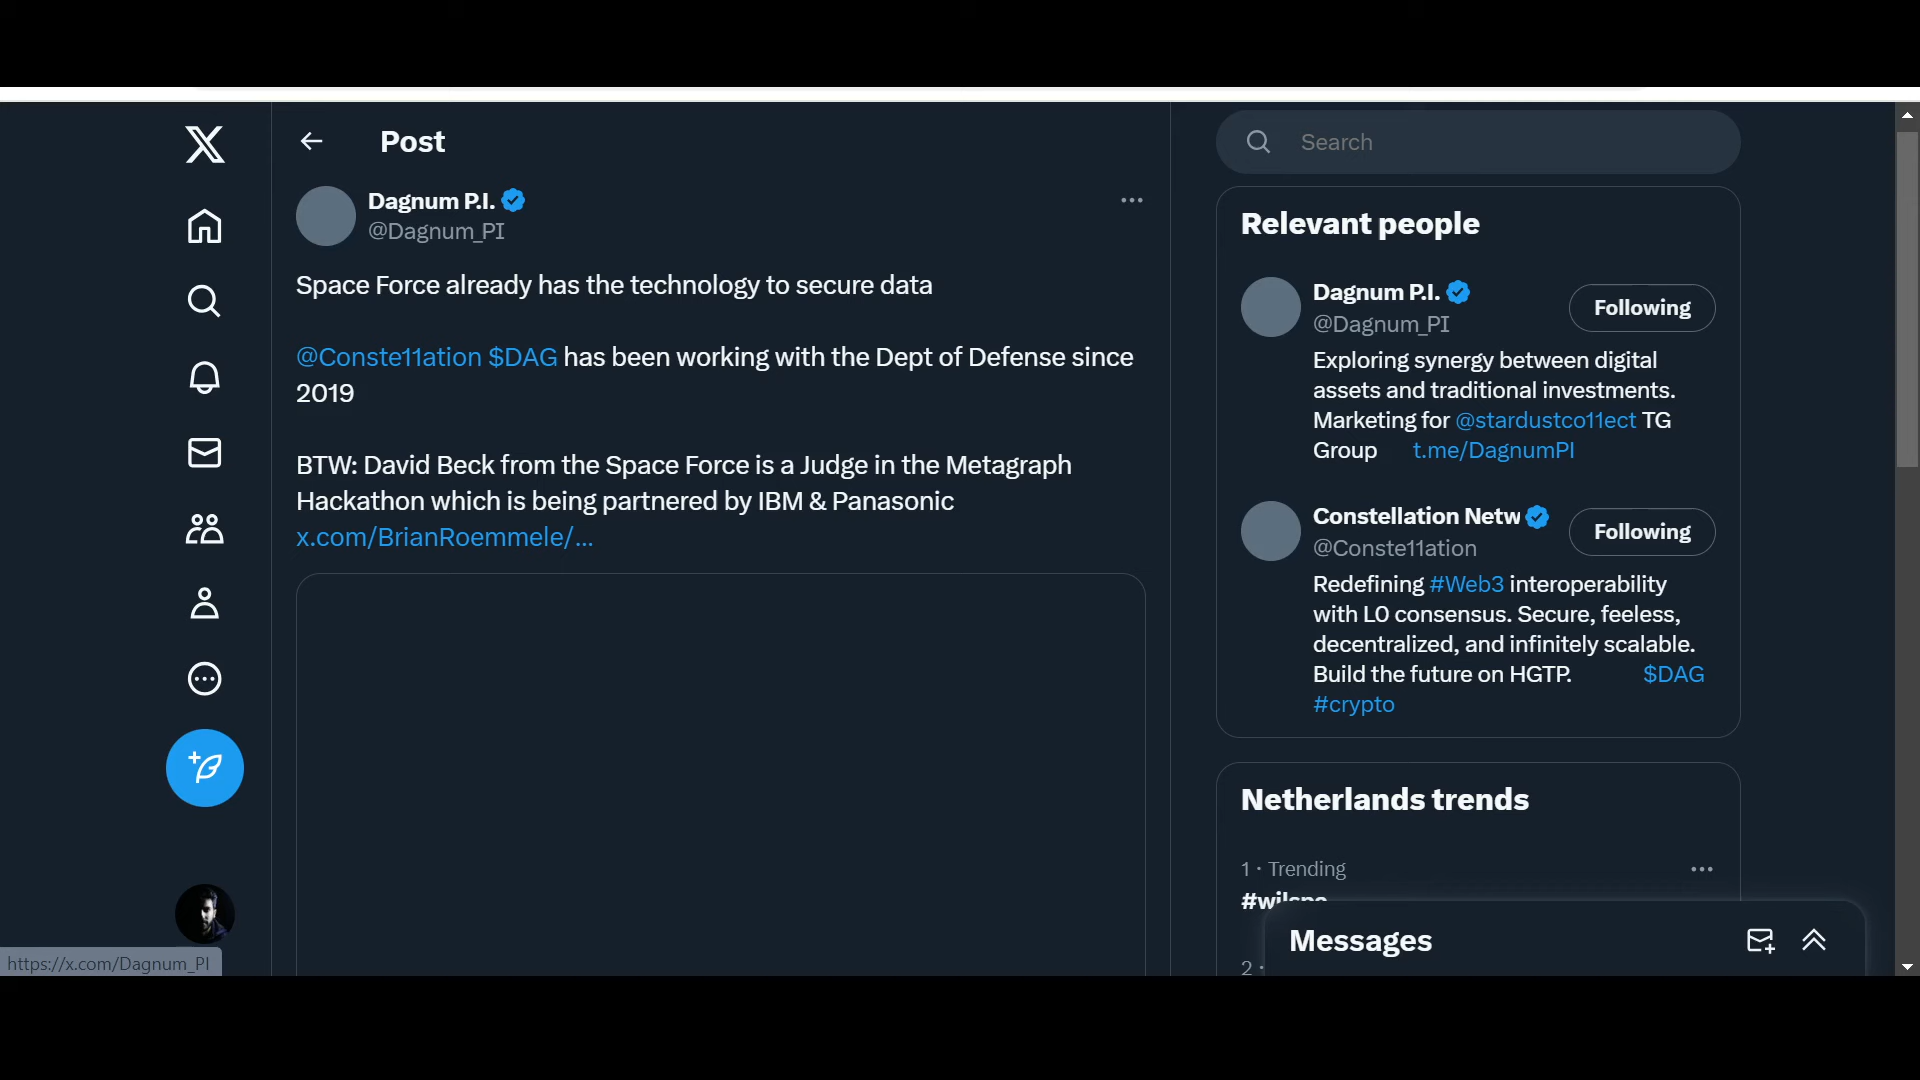 Post
Search
Dagnum P.I.
@Dagnum_PI
Space Force already has the technology to secure data
@Conste11ation $DAG has been working with the Dept of Defense since
2019
BTW: David Beck from the Space Force is a Judge in the Metagraph
Hackathon which is being partnered by IBM & Panasonic
x.com/BrianRoemmele/…
Relevant people
Dagnum P.I.
@Dagnum_PI
Following
Exploring synergy between digital
assets and traditional investments.
Marketing for @stardustco11ect TG
Group t.me/DagnumPI
Constellation Netw
@Conste11ation
Following
Redefining #Web3 interoperability
with L0 consensus. Secure, feeless,
decentralized, and infinitely scalable.
Build the future on HGTP. $DAG
#crypto
Netherlands trends
1 · Trending
2 ·
Messages
https://x.com/Dagnum_PI